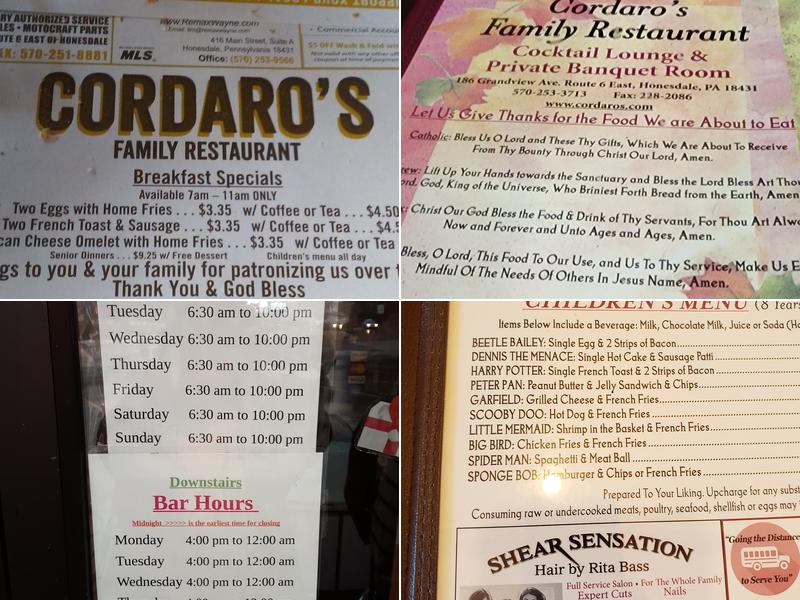 RY AUTHORIZED SERVICE
LES • MOTOCRAFT PARTS
UTE 6 EAST OF HONESDALE
AX: 570-251-8881
MLS
www.RemaxWayne.com
416 Main Street, Suite A
Honesdale, Pennsylvania 18431
Office: (570) 253-9566
• Commercial Accou
$5 OFF Wash & Fold wi
CORDARO'S
FAMILY RESTAURANT
Breakfast Specials
Available 7am – 11am ONLY
Two Eggs with Home Fries . . . $3.35 w/ Coffee or Tea . . . $4.50
Two French Toast & Sausage . . . $3.35 w/ Coffee or Tea . . . $4.5
can Cheese Omelet with Home Fries . . . $3.35 w/ Coffee or Tea
Senior Dinners . . . $9.25 w/ Free Dessert Children's menu all day
gs to you & your family for patronizing us over
Thank You & God Bless
Cordaro's
Family Restaurant
Cocktail Lounge &
Private Banquet Room
186 Grandview Ave. Route 6 East, Honesdale, PA 18431
570-253-3713 Fax: 228-2086
www.cordaros.com
Let Us Give Thanks for the Food We are About to Eat
Catholic: Bless Us O Lord and These Thy Gifts, Which We Are About To Receive
From Thy Bounty Through Christ Our Lord, Amen.
rew: Lift Up Your Hands towards the Sanctuary and Bless the Lord Bless Art Thou
ord. God, King of the Universe, Who Briniest Forth Bread from the Earth, Amen
Christ Our God Bless the Food & Drink of Thy Servants, For Thou Art Alwa
Now and Forever and Unto Ages and Ages, Amen.
Bless, O Lord, This Food To Our Use, and Us To Thy Service, Make Us E
Mindful Of The Needs Of Others In Jesus Name, Amen.
Tuesday 6:30 am to 10:00 pm
Wednesday 6:30 am to 10:00 pm
Thursday 6:30 am to 10:00 pm
Friday 6:30 am to 10:00 pm
Saturday 6:30 am to 10:00 pm
Sunday 6:30 am to 10:00 pm
Downstairs
Bar Hours
Midnight >>>>> is the earliest time for closing
Monday 4:00 pm to 12:00 am
Tuesday 4:00 pm to 12:00 am
Wednesday 4:00 pm to 12:00 am
CHILDREN'S MENU (8 Years
Items Below Include a Beverage: Milk, Chocolate Milk, Juice or Soda (Ho
BEETLE BAILEY: Single Egg & 2 Strips of Bacon
DENNIS THE MENACE: Single Hot Cake & Sausage Patti
HARRY POTTER: Single French Toast & 2 Strips of Bacon
PETER PAN: Peanut Butter & Jelly Sandwich & Chips
GARFIELD: Grilled Cheese & French Fries
SCOOBY DOO: Hot Dog & French Fries
LITTLE MERMAID: Shrimp in the Basket & French Fries
BIG BIRD: Chicken Fries & French Fries
SPIDER MAN: Spaghetti & Meat Ball
SPONGE BOB: Hamburger & Chips or French Fries
Prepared To Your Liking. Upcharge for any subst
Consuming raw or undercooked meats, poultry, seafood, shellfish or eggs may
SHEAR SENSATION
Hair by Rita Bass
Full Service Salon • For The Whole Family
Expert Cuts Nails
"Going the Distance
to Serve You"